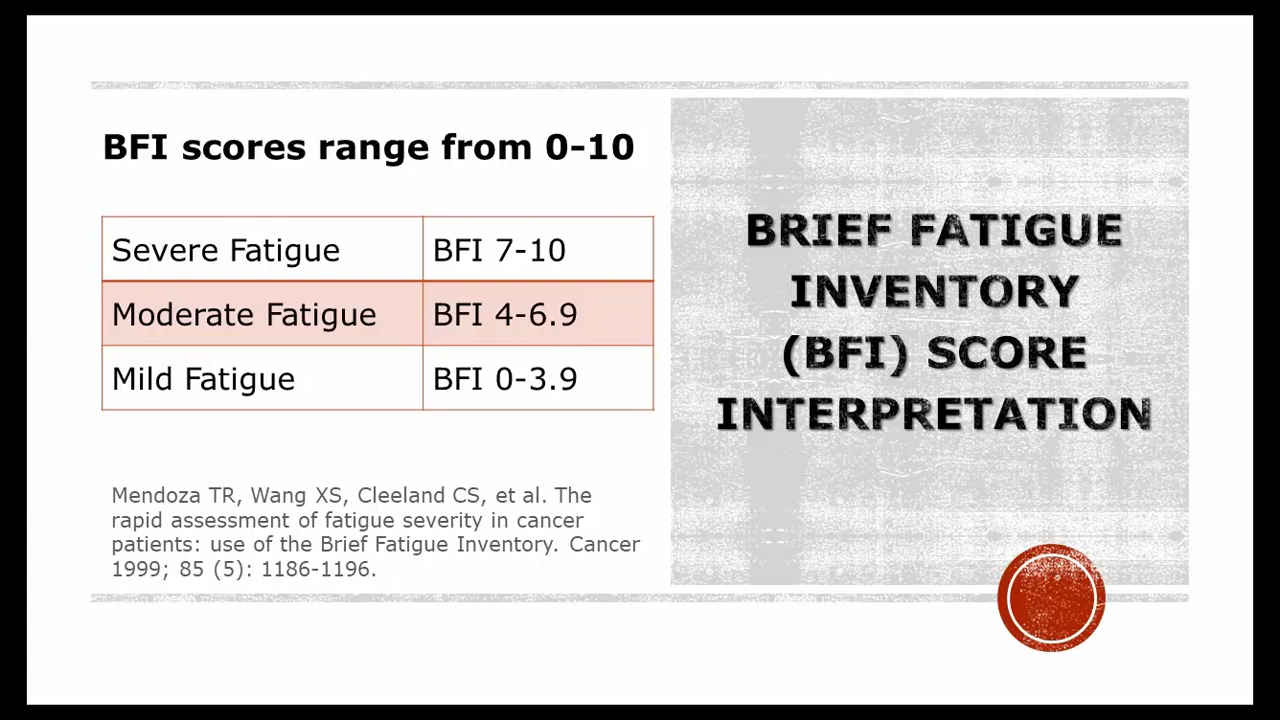 BFI scores range from 0-10
Severe Fatigue BFI 7-10
Moderate Fatigue BFI 4-6.9
Mild Fatigue BFI 0-3.9
Mendoza TR, Wang XS, Cleeland CS, et al. The
rapid assessment of fatigue severity in cancer
patients: use of the Brief Fatigue Inventory. Cancer
1999; 85 (5): 1186-1196.
BRIEF FATIGUE
INVENTORY
(BFI) SCORE
INTERPRETATION